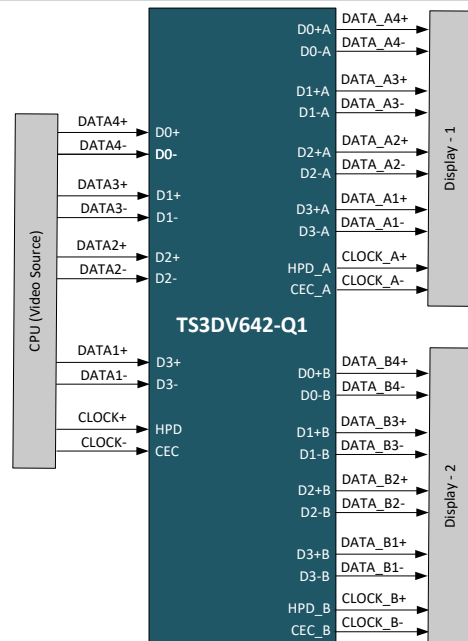 CPU (Video Source)
DATA4+
DATA4-
DATA3+
DATA3-
DATA2+
DATA2-
DATA1+
DATA1-
CLOCK+
CLOCK-
D0+
D0-
D1+
D1-
D2+
D2-
D3+
D3-
HPD
CEC
TS3DV642-Q1
D0+A
D0-A
D1+A
D1-A
D2+A
D2-A
D3+A
D3-A
HPD_A
CEC_A
D0+B
D0-B
D1+B
D1-B
D2+B
D2-B
D3+B
D3-B
HPD_B
CEC_B
DATA_A4+
DATA_A4-
DATA_A3+
DATA_A3-
DATA_A2+
DATA_A2-
DATA_A1+
DATA_A1-
CLOCK_A+
CLOCK_A-
DATA_B4+
DATA_B4-
DATA_B3+
DATA_B3-
DATA_B2+
DATA_B2-
DATA_B1+
DATA_B1-
CLOCK_B+
CLOCK_B-
Display - 1
Display - 2